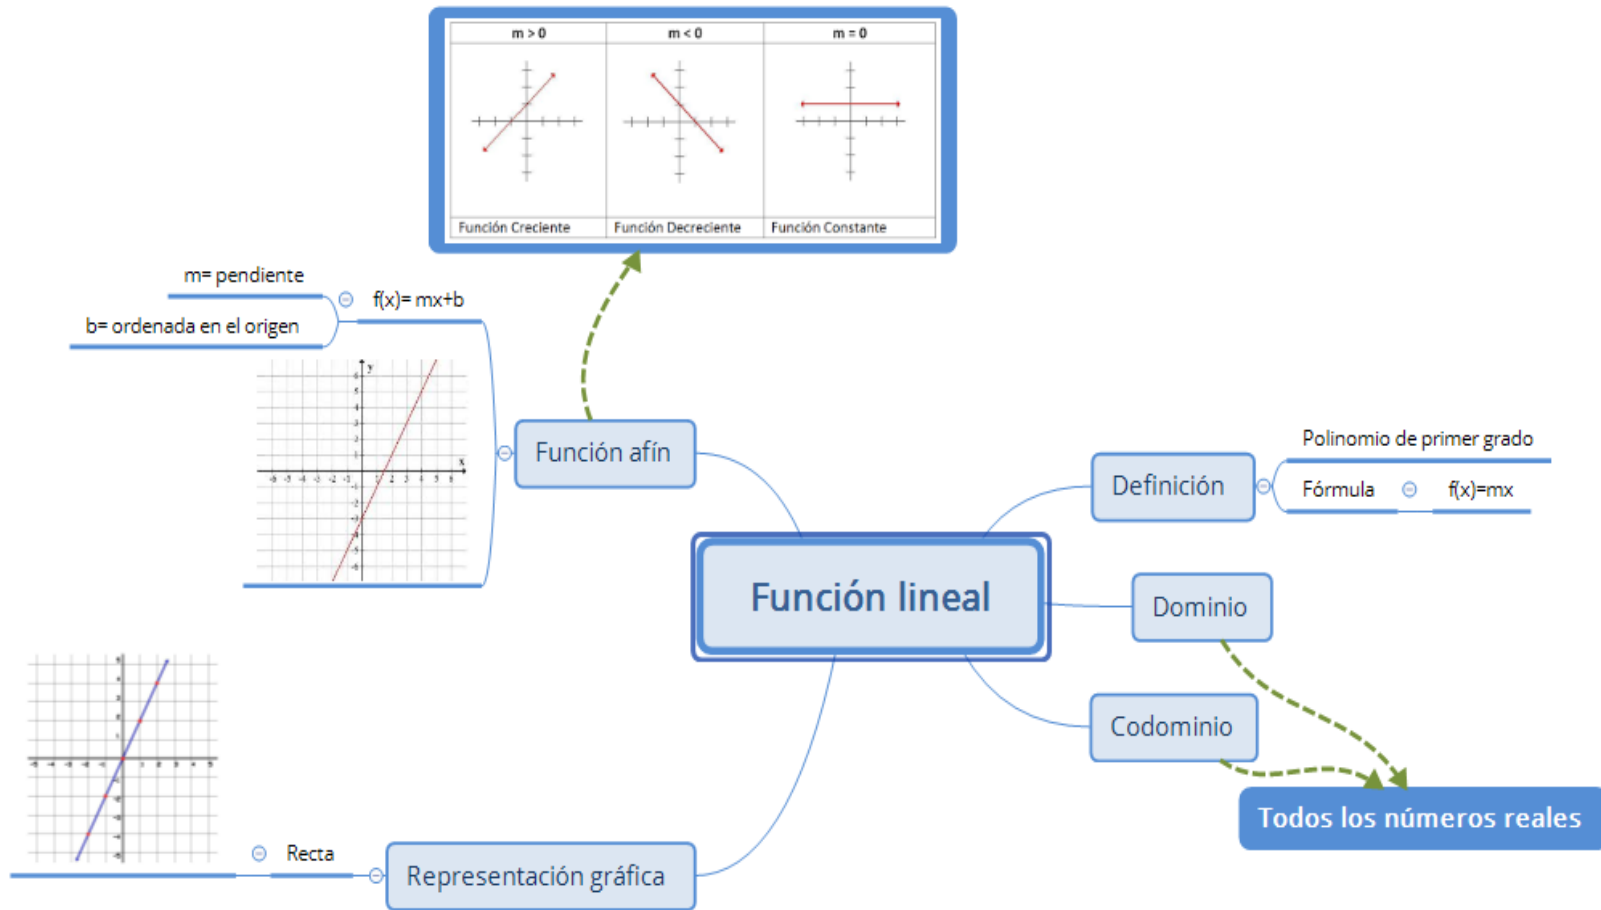 m > 0
m < 0
m = 0
Función Creciente
Función Decreciente
Función Constante
m= pendiente
f(x)= mx+b
b= ordenada en el origen
y
x
Función afín
Polinomio de primer grado
Definición
Fórmula
f(x)=mx
Función lineal
Dominio
Codominio
Todos los números reales
Recta
Representación gráfica